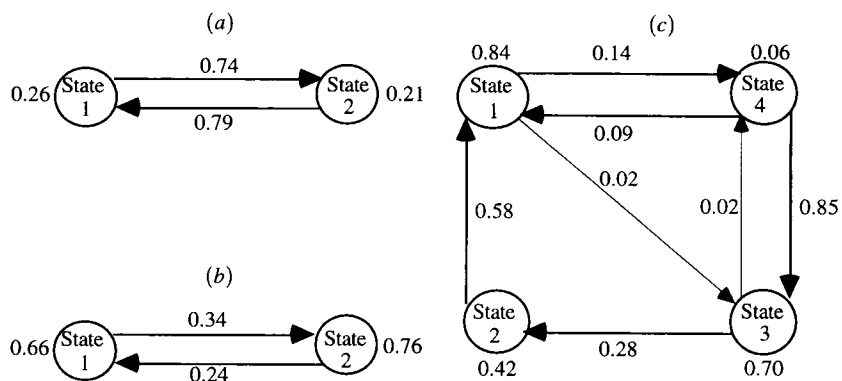 (a)
0.26 State 1 0.74 State 2 0.21
0.79
(b)
0.66 State 1 0.34 State 2 0.76
0.24
(c)
0.84 0.14 0.06
State 1 State 4
0.09
0.02
0.58 0.02 0.85
State 2 State 3
0.28
0.42 0.70